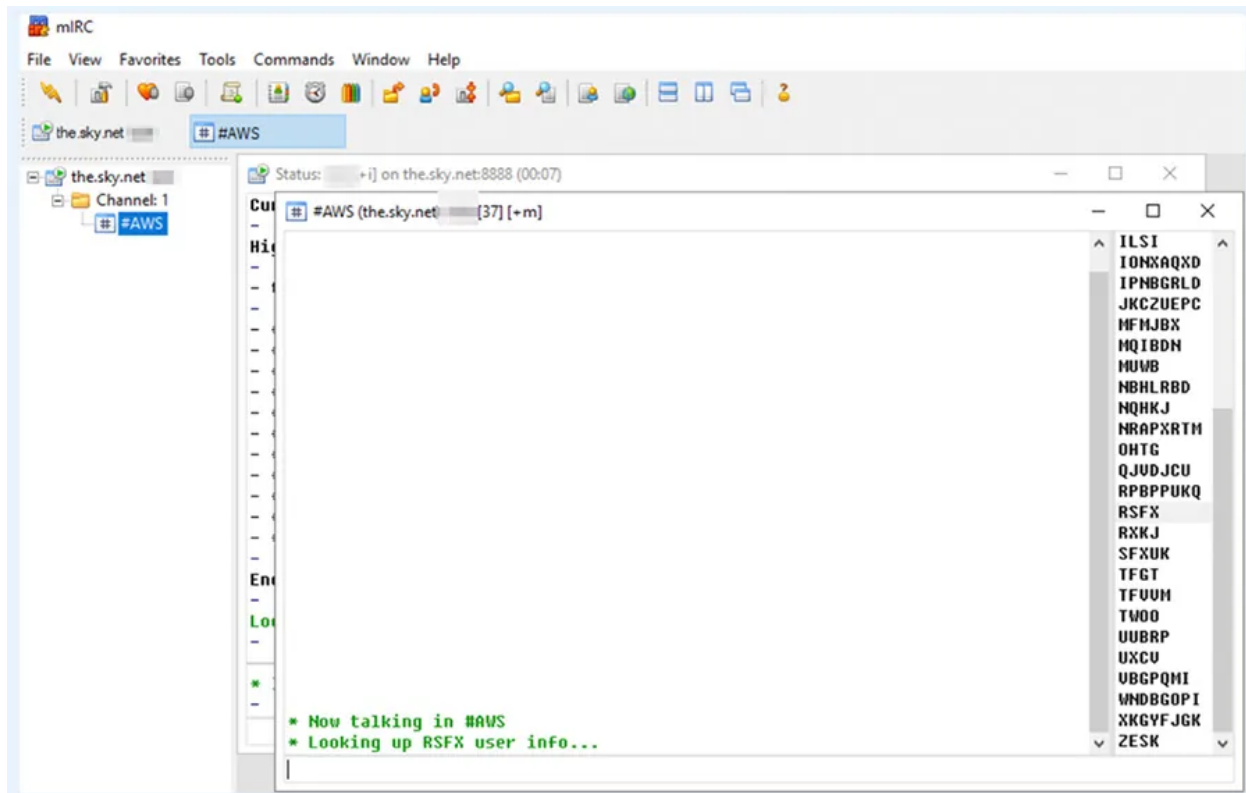 mIRC
File View Favorites Tools Commands Window Help
the.sky.net
# #AWS
the.sky.net
Channel: 1
# #AWS
Status: +i] on the.sky.net:8888 (00:07)
# #AWS (the.sky.net) [37] [+m]
ILSI
IONXAQXD
IPNBGRLD
JKCZUEPC
MFMJBX
MQIBDN
MUWB
NBHLRBD
NQHKJ
NRAPXRTM
OHTG
QJVDJCU
RPBPPUKQ
RSFX
RXKJ
SFXUK
TFGT
TFVVM
TWOO
UUBRP
UXCV
VBGPQMI
WNDBGOPI
XKGYFJGK
ZESK
* Now talking in #AWS
* Looking up RSFX user info...